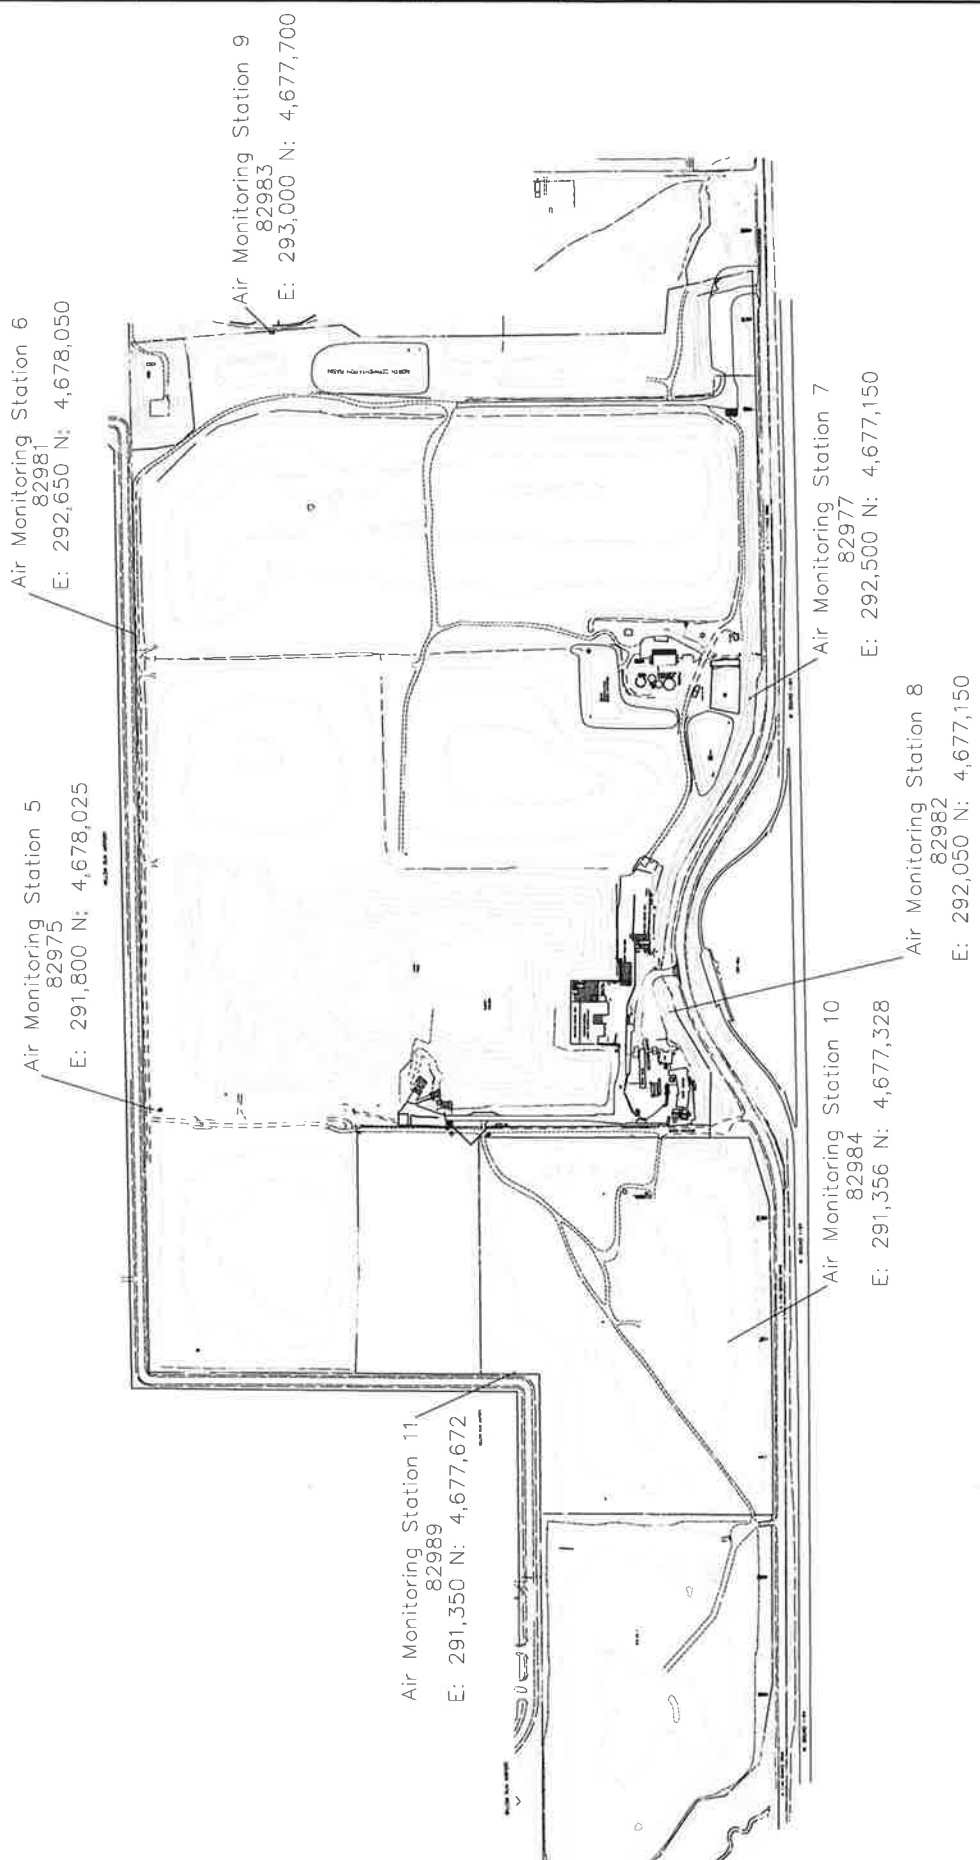 Air Monitoring Station 5
82975
E: 291,800 N: 4,678,025
Air Monitoring Station 6
82981
E: 292,650 N: 4,678,050
Air Monitoring Station 9
82983
E: 293,000 N: 4,677,700
Air Monitoring Station 11
82989
E: 291,350 N: 4,677,672
Air Monitoring Station 10
82984
E: 291,356 N: 4,677,328
Air Monitoring Station 8
82982
E: 292,050 N: 4,677,150
Air Monitoring Station 7
82977
E: 292,500 N: 4,677,150